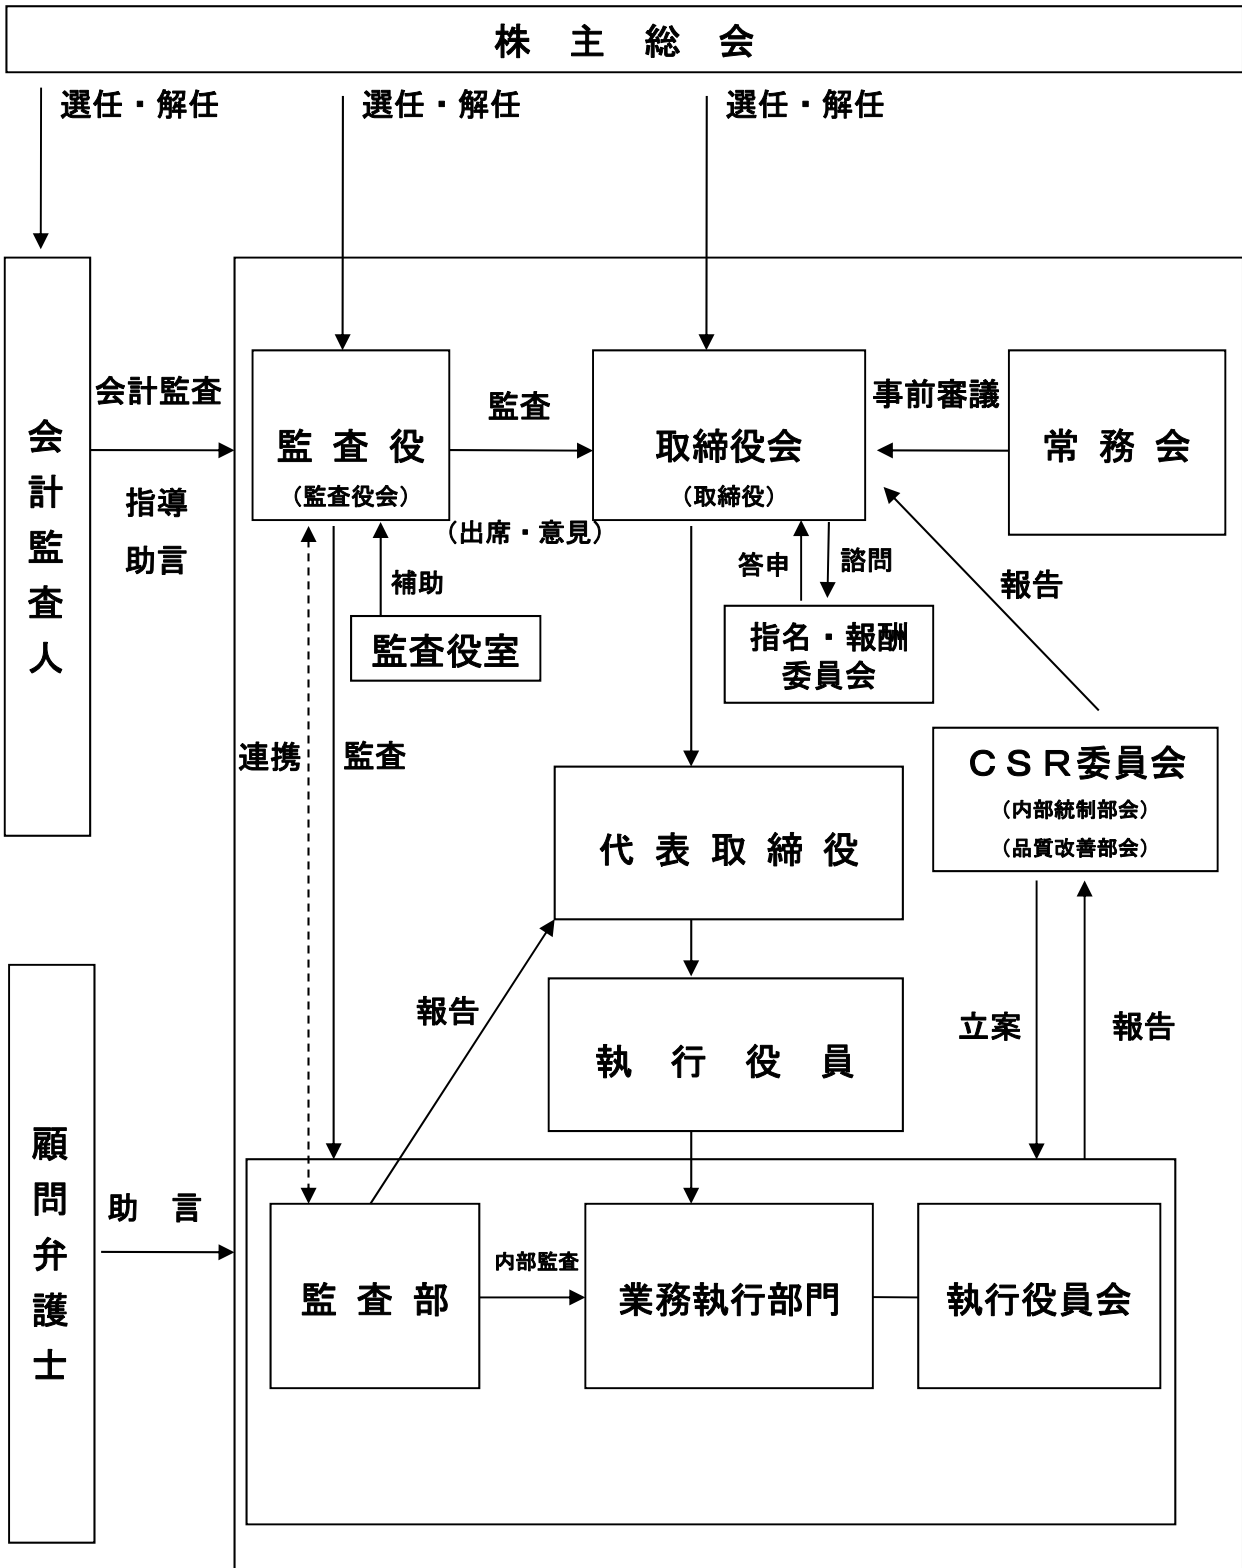 株　主　総　会
選任・解任
選任・解任
選任・解任
会計監査人
会計監査
指導
助言
監 査 役
（監査役会）
監査
（出席・意見）
取締役会
（取締役）
事前審議
常 務 会
補助
監査役室
答申
諮問
指名・報酬
委員会
報告
連携
監査
ＣＳＲ委員会
（内部統制部会）
（品質改善部会）
代 表 取 締 役
報告
執　行　役　員
立案
報告
顧問弁護士
助　言
監 査 部
内部監査
業務執行部門
執行役員会